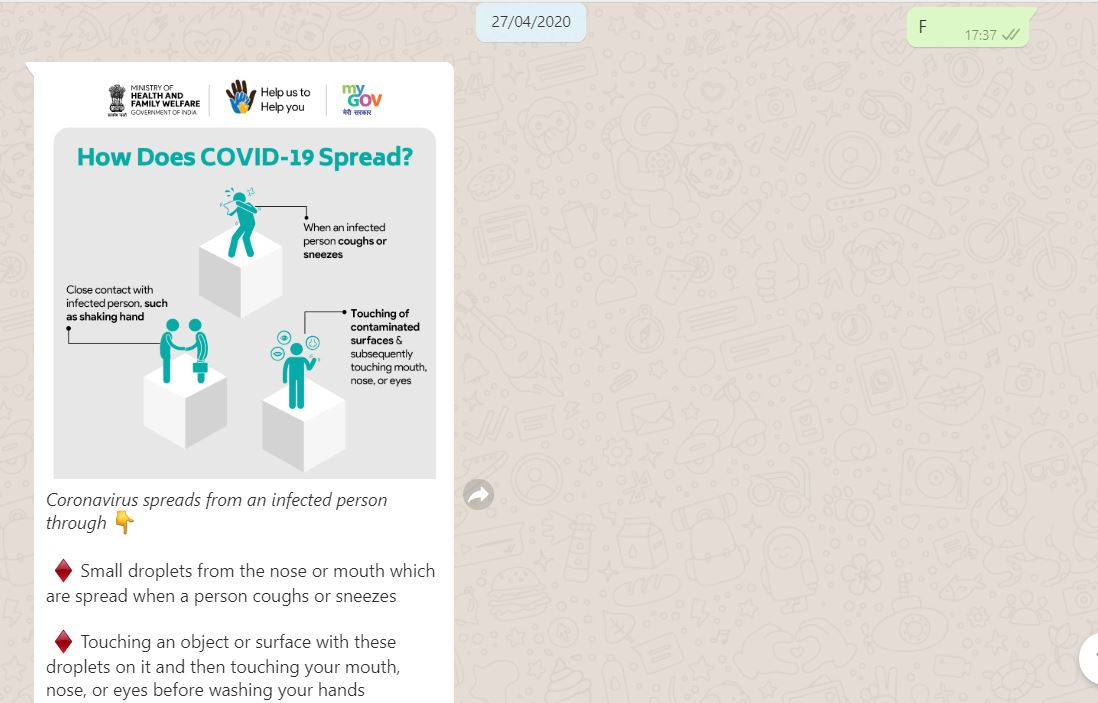 27/04/2020
F
17:37
MINISTRY OF
HEALTH AND
FAMILY WELFARE
GOVERNMENT OF INDIA
सत्यमेव जयते
Help us to
Help you
my
GOV
मेरी सरकार
How Does COVID-19 Spread?
When an infected
person coughs or
sneezes
Close contact with
infected person, such
as shaking hand
Touching of
contaminated
surfaces &
subsequently
touching mouth,
nose, or eyes
Coronavirus spreads from an infected person
through 👇
♦ Small droplets from the nose or mouth which
are spread when a person coughs or sneezes
♦ Touching an object or surface with these
droplets on it and then touching your mouth,
nose, or eyes before washing your hands